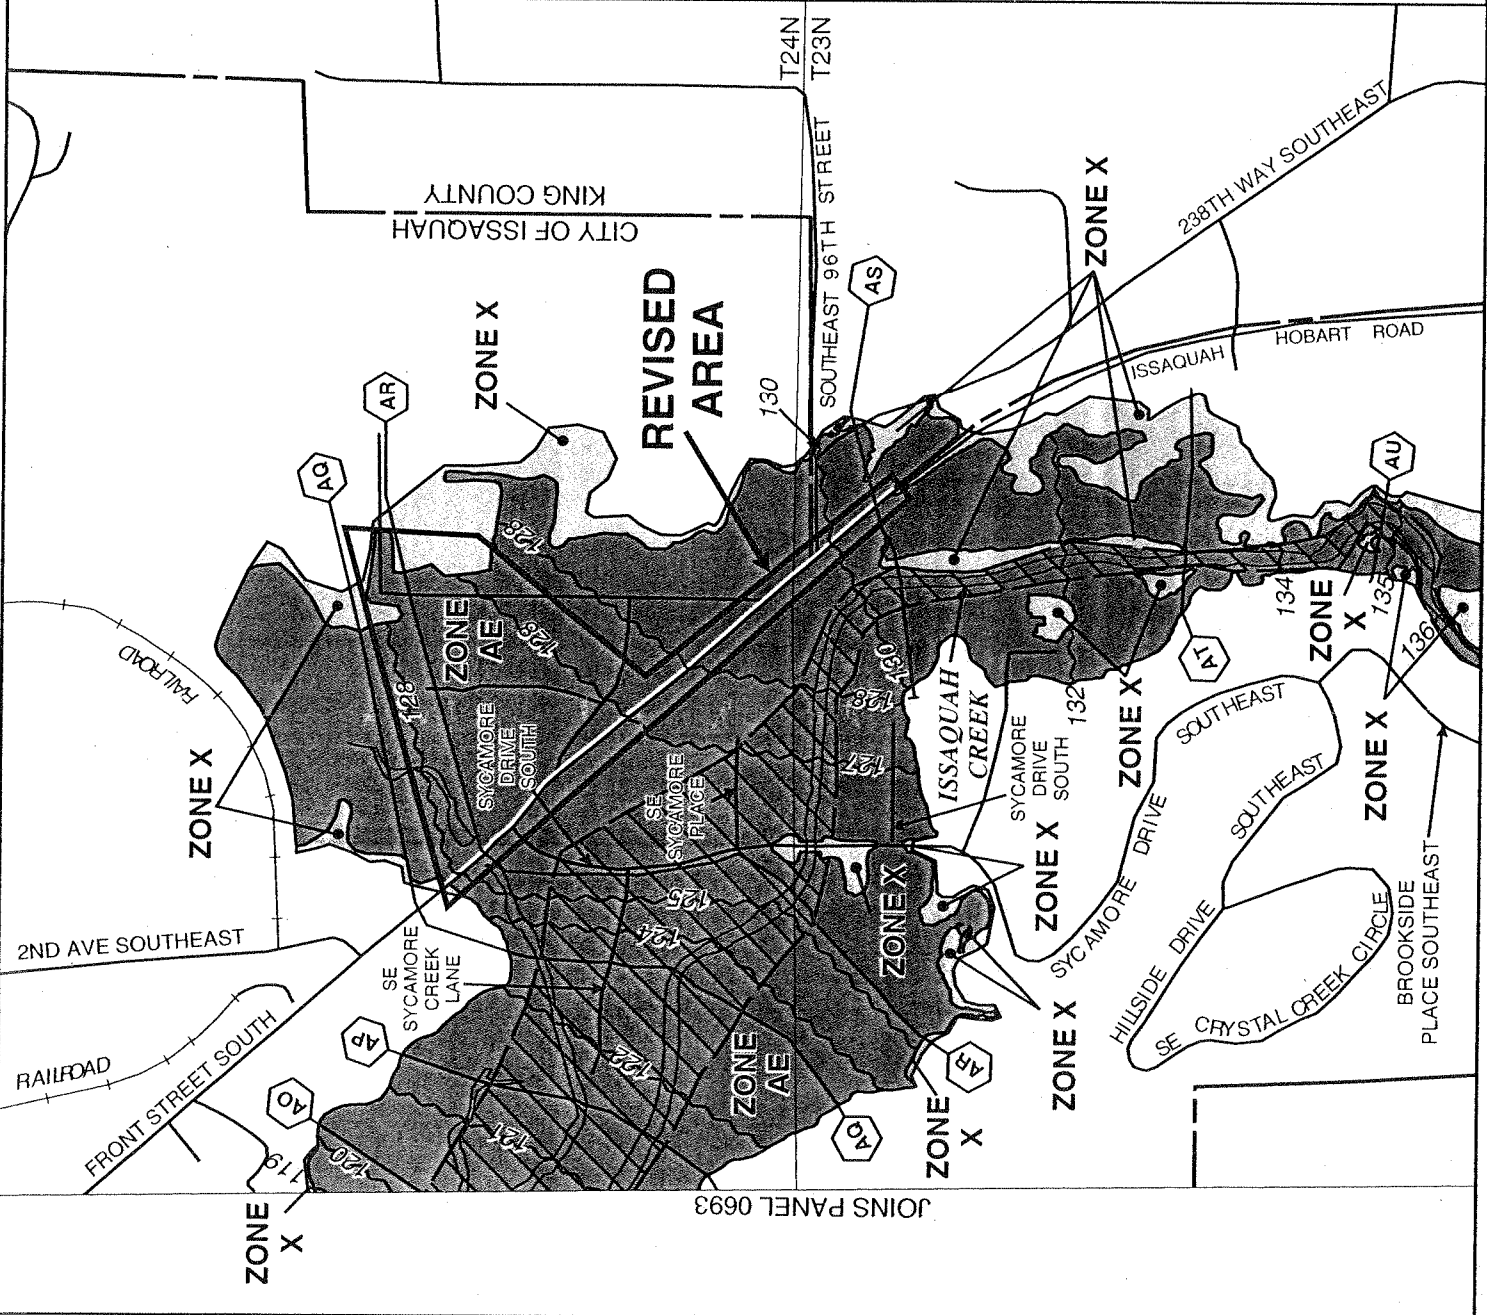 T24N
T23N
KING COUNTY
CITY OF ISSAQUAH
SOUTHEAST 96TH STREET
238TH WAY SOUTHEAST
ZONE X
AS
ZONE X
REVISED
AREA
130
AR
ISSAQUAH
HOBART ROAD
AQ
AU
128
RAILROAD
ZONE
AE
128
128
SYCAMORE
DRIVE
SOUTH
SE
SYCAMORE
PLACE
130
128
127
ISSAQUAH
CREEK
SYCAMORE
DRIVE
SOUTH
132
ZONE X
AT
134
ZONE
X
135
136
ZONE X
ZONE X
SOUTHEAST
SOUTHEAST
SYCAMORE DRIVE
HILLSIDE DRIVE
SE CRYSTAL CREEK CIRCLE
BROOKSIDE
PLACE SOUTHEAST
2ND AVE SOUTHEAST
SE
SYCAMORE
CREEK
LANE
125
124
ZONE X
ZONE X
ZONE X
RAILROAD
FRONT STREET SOUTH
AP
AO
122
121
120
119
ZONE
AE
AQ
AR
ZONE
X
ZONE
X
JOINS PANEL 0693